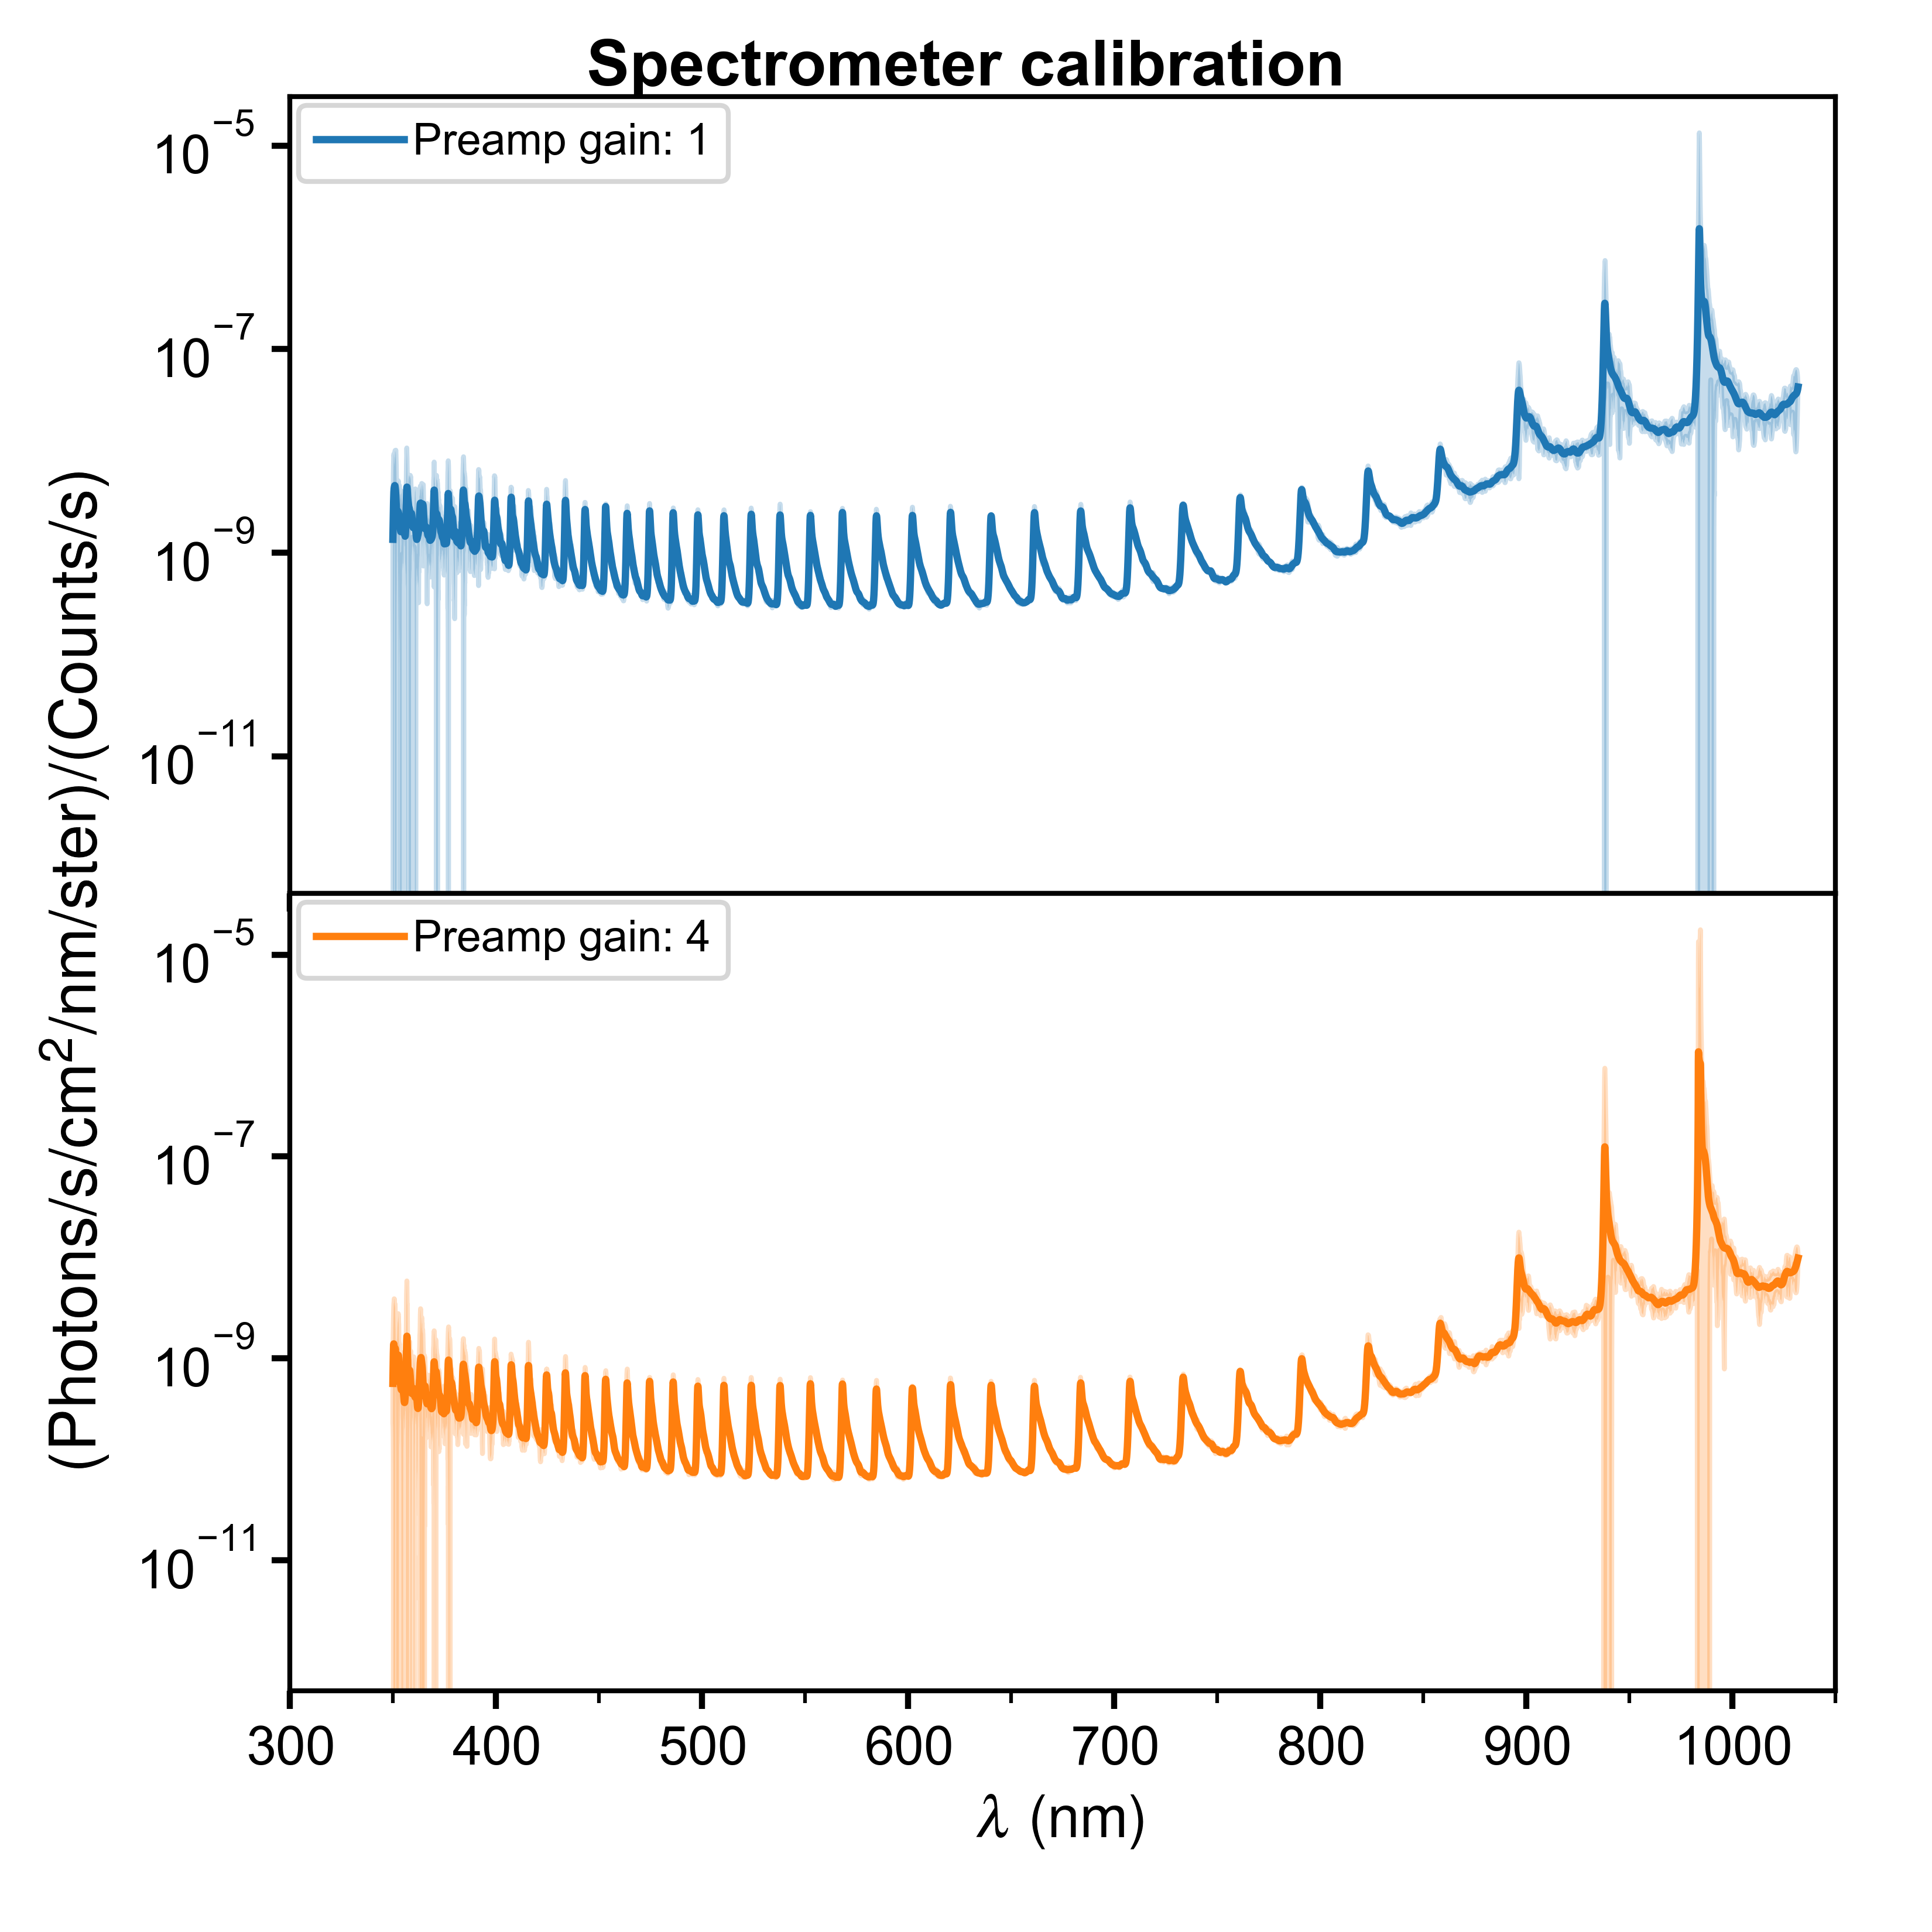 Spectrometer calibration
Preamp gain: 1
10⁻⁵
10⁻⁷
10⁻⁹
10⁻¹¹
Preamp gain: 4
10⁻⁵
10⁻⁷
10⁻⁹
10⁻¹¹
(Photons/s/cm²/nm/ster)/(Counts/s)
300 400 500 600 700 800 900 1000
λ (nm)